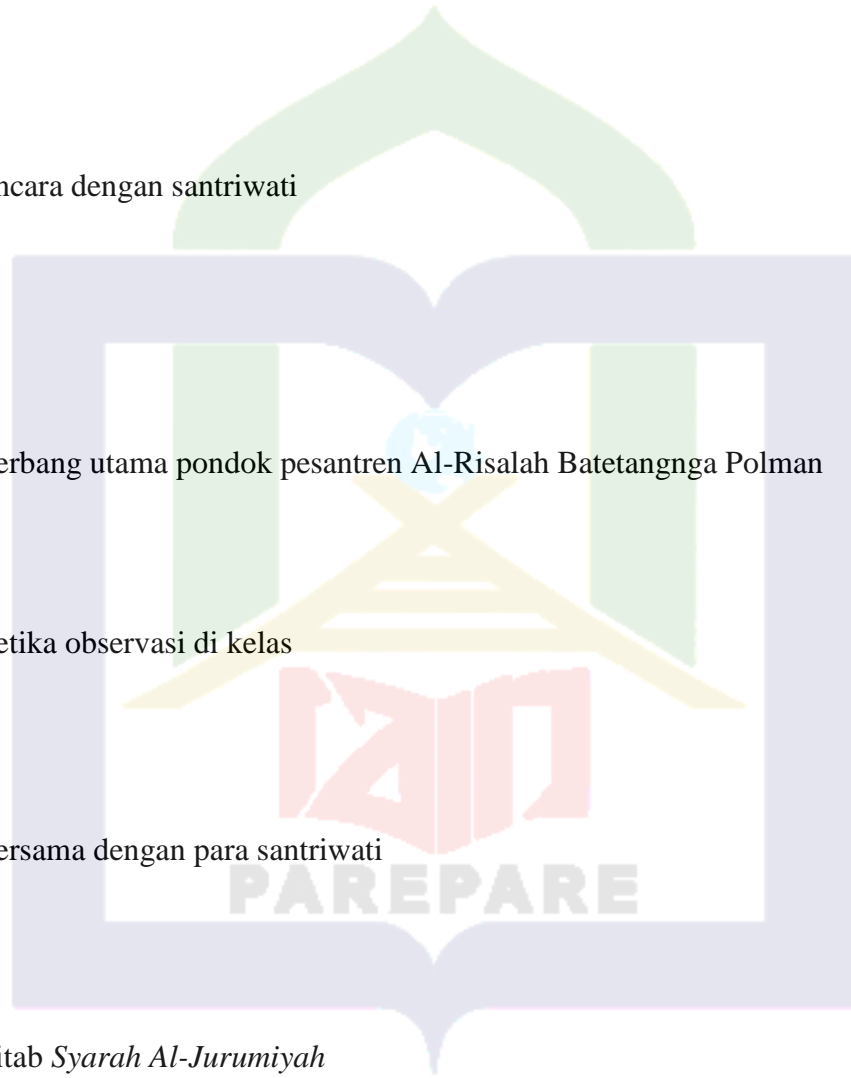 ncara dengan santriwati
erbang utama pondok pesantren Al-Risalah Batetangnga Polman
etika observasi di kelas
ersama dengan para santriwati
PAREPARE
itab Syarah Al-Jurumiyah